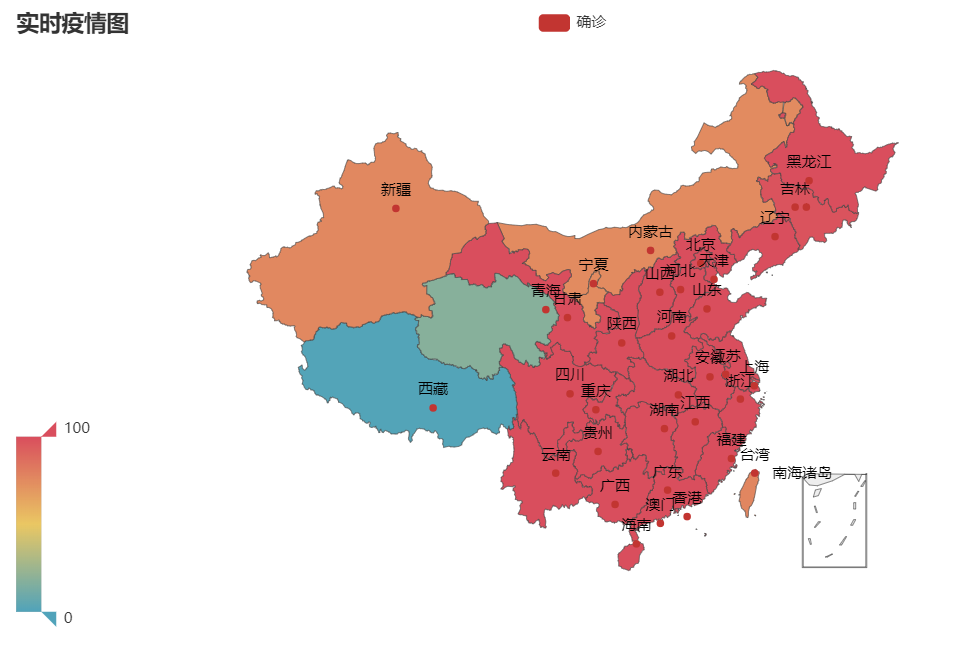 实时疫情图
确诊
黑龙江
吉林
新疆
辽宁
内蒙古
北京
天津
宁夏
河北
山西
青海
甘肃
山东
陕西
河南
安徽
江苏
上海
四川
湖北
浙江
西藏
重庆
湖南
江西
100
贵州
福建
云南
台湾
广东
南海诸岛
广西
香港
澳门
海南
0